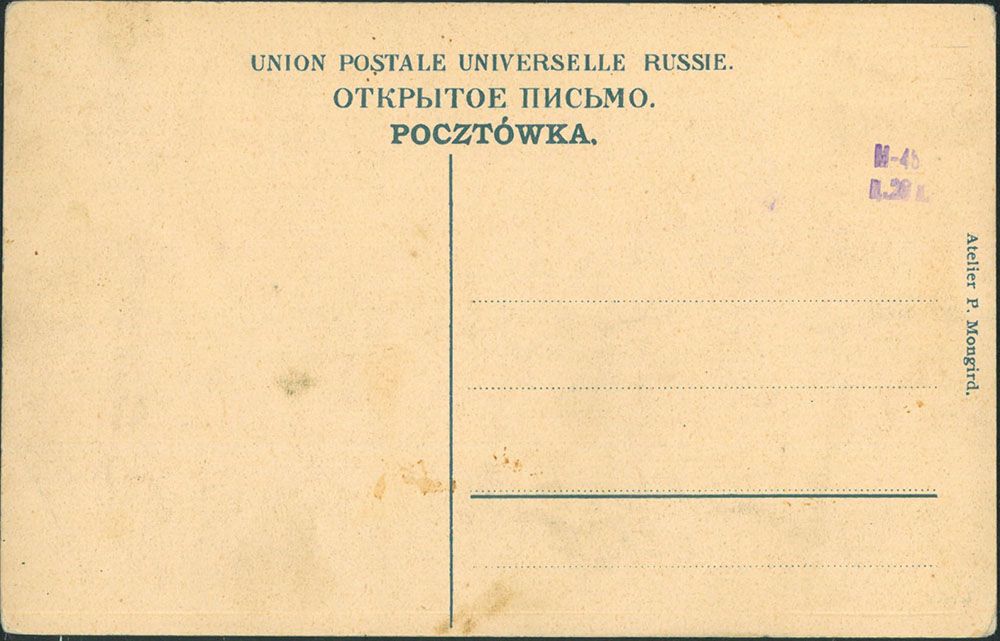 UNION POSTALE UNIVERSELLE RUSSIE.
ОТКРЫТОЕ ПИСЬМО.
POCZTÓWKA.
Atelier P. Mongird.